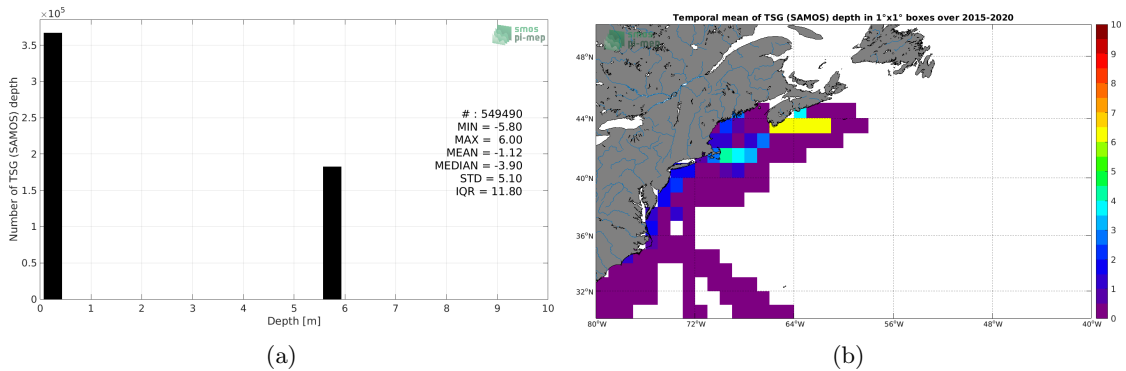 ×10⁵
smos
pi-mep
Number of TSG (SAMOS) depth
3.5
3
2.5
2
1.5
1
0.5
0
# : 549490
MIN = -5.80
MAX = 6.00
MEAN = -1.12
MEDIAN = -3.90
STD = 5.10
IQR = 11.80
0 1 2 3 4 5 6 7 8 9 10
Depth [m]
(a)
Temporal mean of TSG (SAMOS) depth in 1°x1° boxes over 2015-2020
smos
pi-mep
48°N
44°N
40°N
36°N
32°N
80°W 72°W 64°W 56°W 48°W 40°W
10
9
8
7
6
5
4
3
2
1
0
(b)